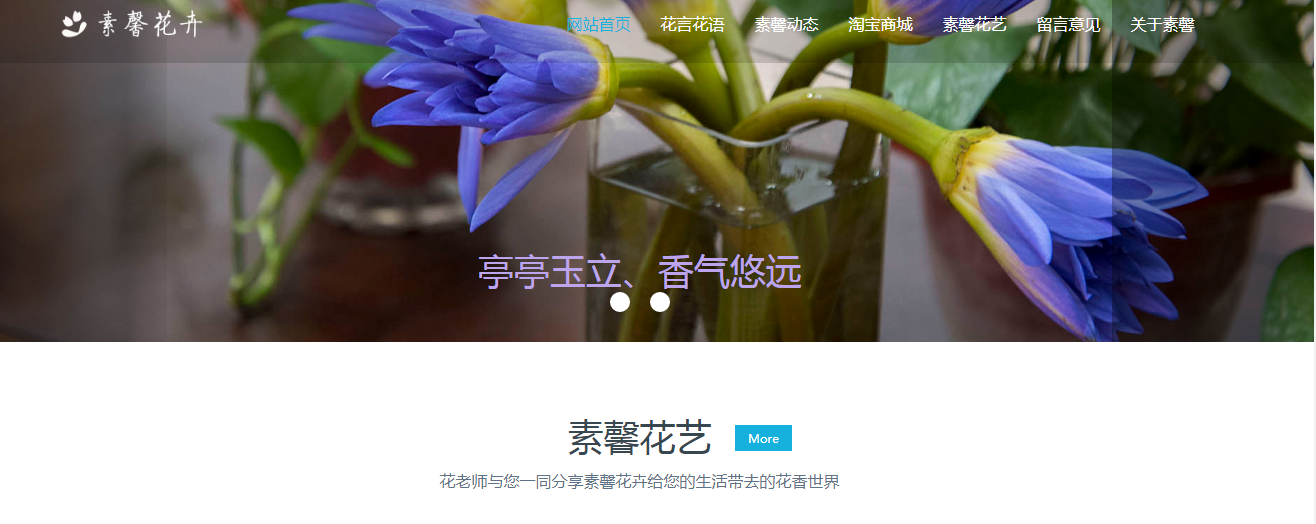 素馨花卉
网站首页 花言花语 素馨动态 淘宝商城 素馨花艺 留言意见 关于素馨
亭亭玉立、香气悠远
素馨花艺 More
花老师与您一同分享素馨花卉给您的生活带去的花香世界